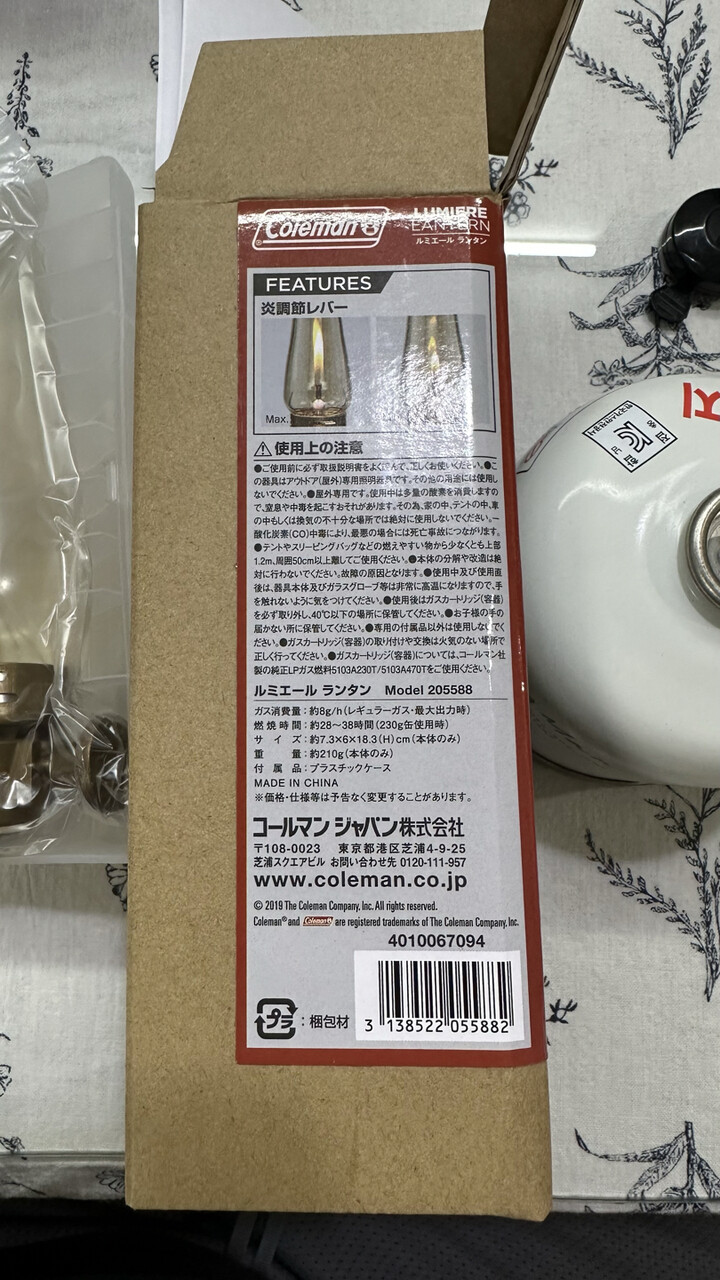 Coleman
LUMIERE
LANTERN
ルミエール ランタン
FEATURES
炎調節レバー
Max.
使用上の注意
●ご使用前に必ず取扱説明書をよく読んで、正しくお使いください。●こ
の器具はアウトドア(屋外)専用照明器具です。その他の用途には使用し
ないでください。●屋外専用です。使用中は多量の酸素を消費しますの
で、窒息や中毒を起こすおそれがあります。その為、家の中、テントの中、車
の中もしくは換気の不十分な場所では絶対に使用しないでください。一
酸化炭素(CO)中毒により、最悪の場合には死亡事故につながります。
●テントやスリーピングバッグなどの燃えやすい物から少なくとも上部
1.2m、周囲50cm以上離してご使用ください。●本体の分解や改造は絶
対に行わないでください。故障の原因となります。●使用中及び使用直
後は、器具本体及びガラスグローブ等は非常に高温になりますので、手
を触れないように気をつけてください。●使用後はガスカートリッジ(容器)
を必ず取り外し、40℃以下の場所に保管してください。●お子様の手の
届かない所に保管してください。●専用の付属品以外は使用しないでく
ださい。●ガスカートリッジ(容器)の取り付けや交換は火気のない場所で
正しく行ってください。●ガスカートリッジ(容器)については、コールマン社
製の純正LPガス燃料5103A230T/5103A470Tをご使用ください。
ルミエール ランタン Model 205588
ガス消費量：約8g/h(レギュラーガス・最大出力時)
燃焼時間：約28〜38時間(230g缶使用時)
サイズ：約7.3×6×18.3(H)cm(本体のみ)
重量：約210g(本体のみ)
付属品：プラスチックケース
MADE IN CHINA
※価格・仕様等は予告なく変更することがあります。
コールマン ジャパン株式会社
〒108-0023 東京都港区芝浦4-9-25
芝浦スクエアビル お問い合わせ先 0120-111-957
www.coleman.co.jp
© 2019 The Coleman Company, Inc. All rights reserved.
Coleman® and Coleman are registered trademarks of The Coleman Company, Inc.
4010067094
プラ：梱包材
3 138522 055882